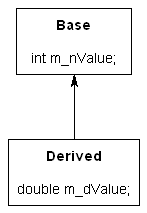 Base
int m_nValue;
Derived
double m_dValue;